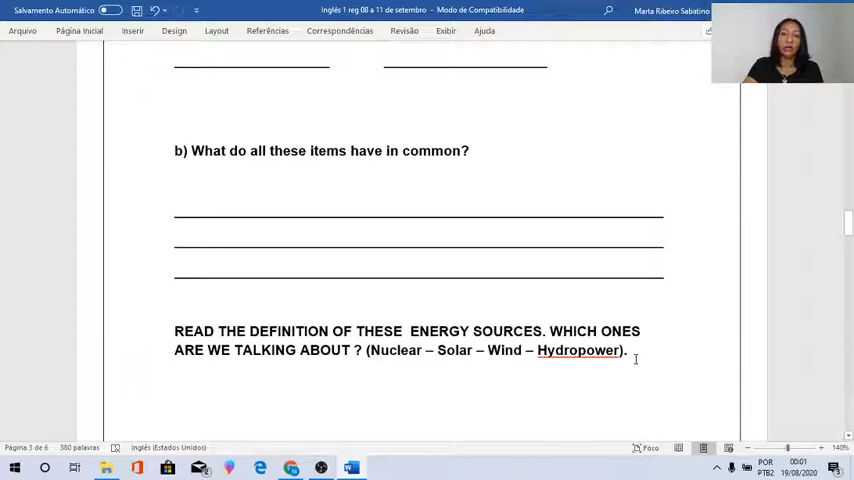 Salvamento Automático
Inglês 1 reg 08 a 11 de setembro - Modo de Compatibilidade
Marta Ribeiro Sabatino
Arquivo Página Inicial Inserir Design Layout Referências Correspondências Revisão Exibir Ajuda
b) What do all these items have in common?
READ THE DEFINITION OF THESE ENERGY SOURCES. WHICH ONES
ARE WE TALKING ABOUT ? (Nuclear – Solar – Wind – Hydropower).
Página 3 de 6 380 palavras Inglês (Estados Unidos) Foco 140%
POR 00:01
PTB2 19/08/2020